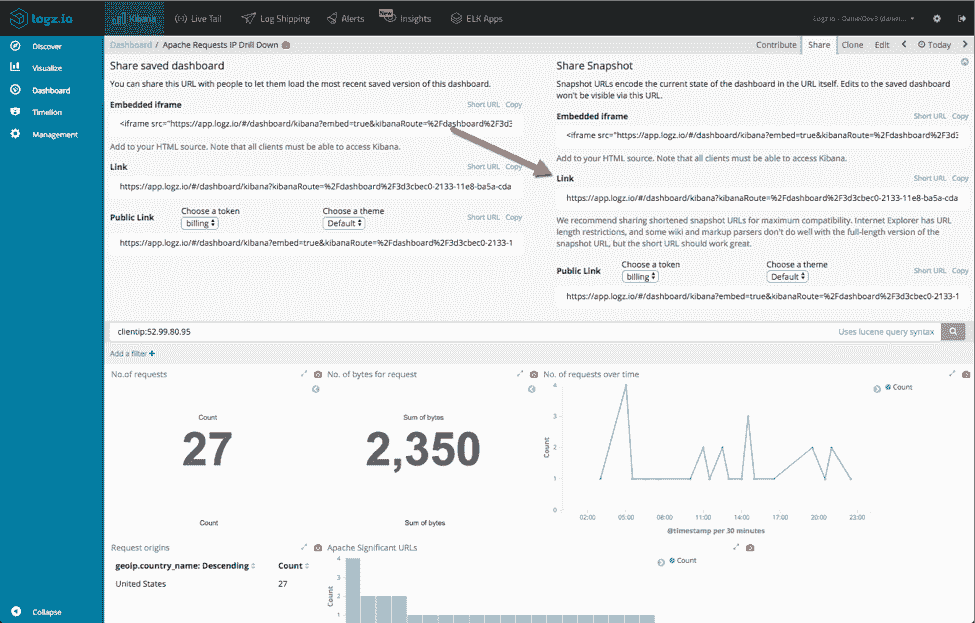 logz.io
Kibana
Live Tail
Log Shipping
Alerts
New
Insights
ELK Apps
Discover
Visualize
Dashboard
Timelion
Management
Collapse
Dashboard / Apache Requests IP Drill Down
Contribute
Share
Clone
Edit
Today
Share saved dashboard
You can share this URL with people to let them load the most recent saved version of this dashboard.
Embedded iframe
Short URL Copy
<iframe src="https://app.logz.io/#/dashboard/kibana?embed=true&kibanaRoute=%2Fdashboard%2F3d3
Add to your HTML source. Note that all clients must be able to access Kibana.
Link
Short URL Copy
https://app.logz.io/#/dashboard/kibana?kibanaRoute=%2Fdashboard%2F3d3cbec0-2133-11e8-ba5a-cda
Public Link
Choose a token
billing
Choose a theme
Default
Short URL Copy
https://app.logz.io/#/dashboard/kibana?embed=true&kibanaRoute=%2Fdashboard%2F3d3cbec0-2133-1
Share Snapshot
Snapshot URLs encode the current state of the dashboard in the URL itself. Edits to the saved dashboard
won't be visible via this URL.
Embedded iframe
Short URL Copy
<iframe src="https://app.logz.io/#/dashboard/kibana?embed=true&kibanaRoute=%2Fdashboard%2F3d3
Add to your HTML source. Note that all clients must be able to access Kibana.
Link
Short URL Copy
https://app.logz.io/#/dashboard/kibana?kibanaRoute=%2Fdashboard%2F3d3cbec0-2133-11e8-ba5a-cda
We recommend sharing shortened snapshot URLs for maximum compatibility. Internet Explorer has URL
length restrictions, and some wiki and markup parsers don't do well with the full-length version of the
snapshot URL, but the short URL should work great.
Public Link
Choose a token
billing
Choose a theme
Default
Short URL Copy
https://app.logz.io/#/dashboard/kibana?embed=true&kibanaRoute=%2Fdashboard%2F3d3cbec0-2133-1
clientip:52.99.80.95
Uses lucene query syntax
Add a filter +
No.of requests
Count
27
Count
No. of bytes for request
Sum of bytes
2,350
Sum of bytes
No. of requests over time
Count
4
3
2
1
0
Count
02:00 05:00 08:00 11:00 14:00 17:00 20:00 23:00
@timestamp per 30 minutes
Request origins
geoip.country_name: Descending
Count
United States
27
Apache Significant URLs
Count
4
3
2
1
Count